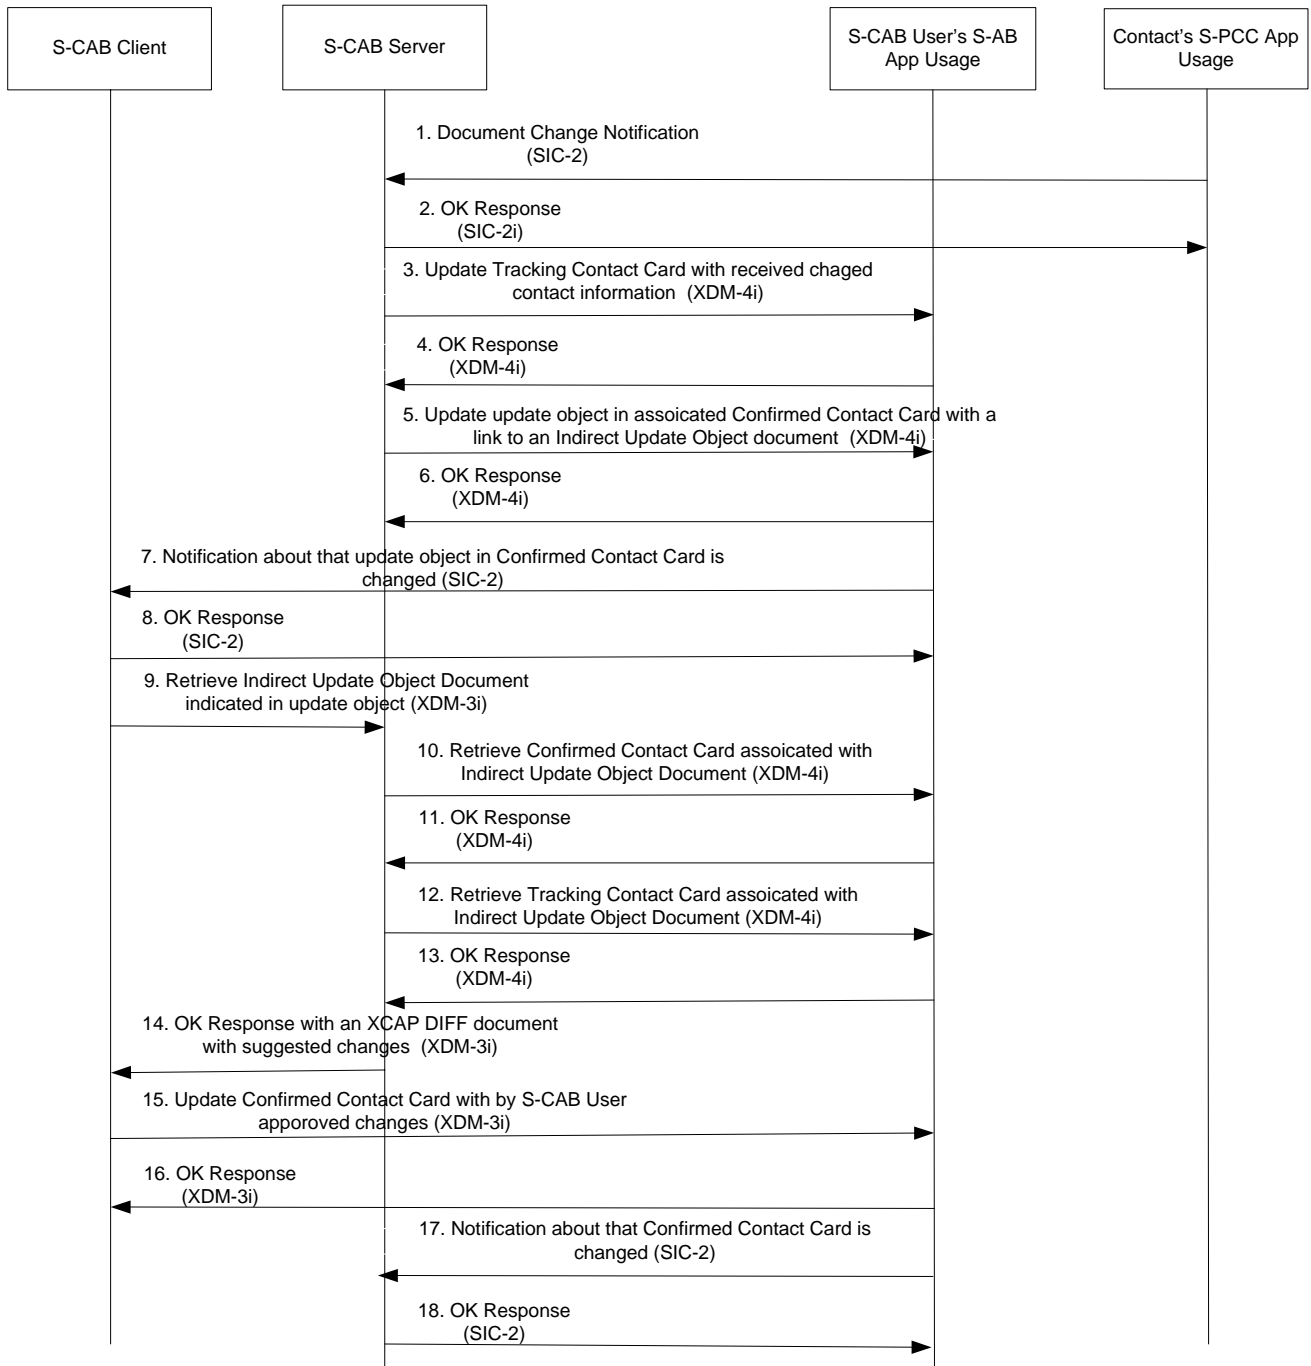 S-CAB Client
S-CAB Server
S-CAB User's S-AB
App Usage
Contact's S-PCC App
Usage
1. Document Change Notification
(SIC-2)
2. OK Response
(SIC-2i)
3. Update Tracking Contact Card with received chaged
contact information (XDM-4i)
4. OK Response
(XDM-4i)
5. Update update object in assoicated Confirmed Contact Card with a
link to an Indirect Update Object document (XDM-4i)
6. OK Response
(XDM-4i)
7. Notification about that update object in Confirmed Contact Card is
changed (SIC-2)
8. OK Response
(SIC-2)
9. Retrieve Indirect Update Object Document
indicated in update object (XDM-3i)
10. Retrieve Confirmed Contact Card assoicated with
Indirect Update Object Document (XDM-4i)
11. OK Response
(XDM-4i)
12. Retrieve Tracking Contact Card assoicated with
Indirect Update Object Document (XDM-4i)
13. OK Response
(XDM-4i)
14. OK Response with an XCAP DIFF document
with suggested changes (XDM-3i)
15. Update Confirmed Contact Card with by S-CAB User
apporoved changes (XDM-3i)
16. OK Response
(XDM-3i)
17. Notification about that Confirmed Contact Card is
changed (SIC-2)
18. OK Response
(SIC-2)